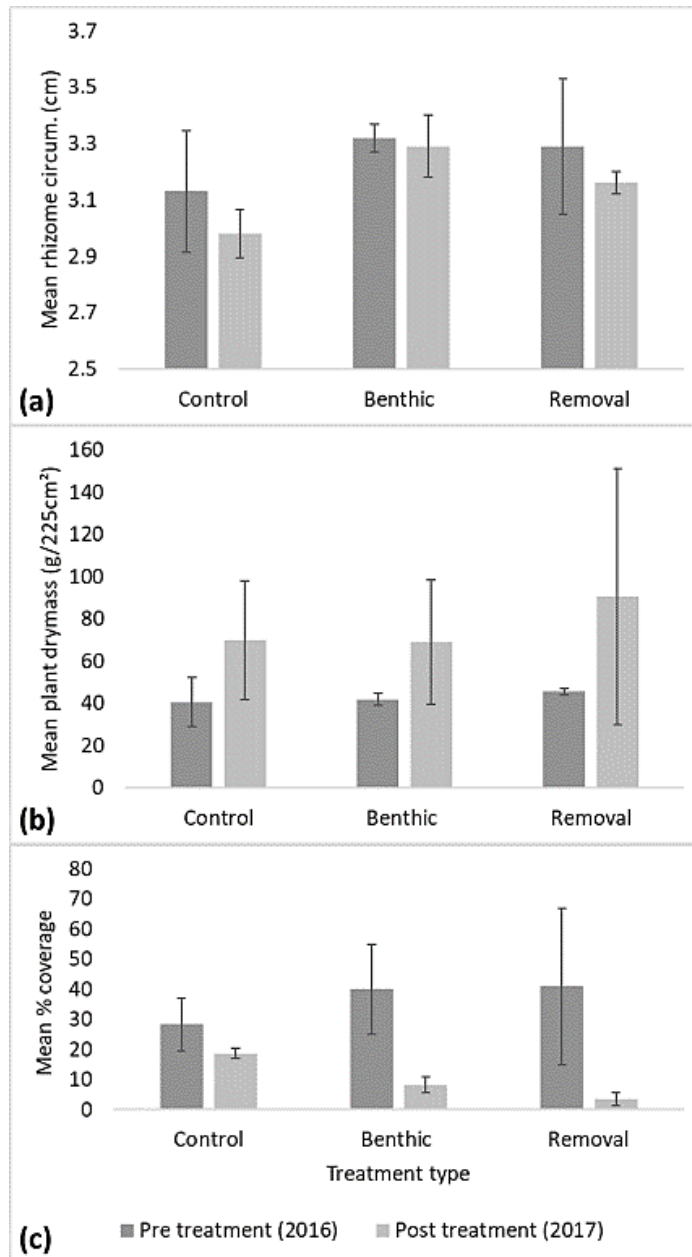 Mean rhizome circum. (cm)
3.7
3.5
3.3
3.1
2.9
2.7
2.5
Control Benthic Removal
(a)
Mean plant drymass (g/225cm²)
160
140
120
100
80
60
40
20
0
Control Benthic Removal
(b)
Mean % coverage
80
70
60
50
40
30
20
10
0
Control Benthic Removal
Treatment type
Pre treatment (2016) Post treatment (2017)
(c)